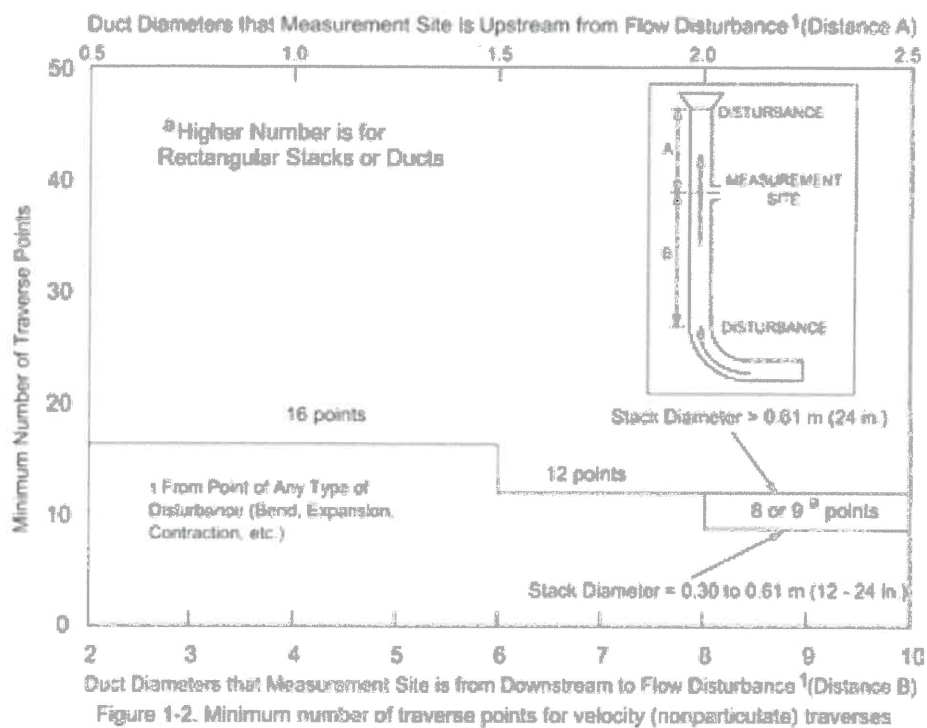 Duct Diameters that Measurement Site is Upstream from Flow Disturbance ¹(Distance A)
0.5 1.0 1.5 2.0 2.5
50
40
30
20
10
0
Minimum Number of Traverse Points
ᵃ Higher Number is for
Rectangular Stacks or Ducts
DISTURBANCE
A
MEASUREMENT
SITE
B
DISTURBANCE
16 points
Stack Diameter > 0.61 m (24 in.)
12 points
1 From Point of Any Type of
Disturbance (Bend, Expansion,
Contraction, etc.)
8 or 9 ᵃ points
Stack Diameter = 0.30 to 0.61 m (12 - 24 in.)
2 3 4 5 6 7 8 9 10
Duct Diameters that Measurement Site is from Downstream to Flow Disturbance ¹(Distance B)
Figure 1-2. Minimum number of traverse points for velocity (nonparticulate) traverses